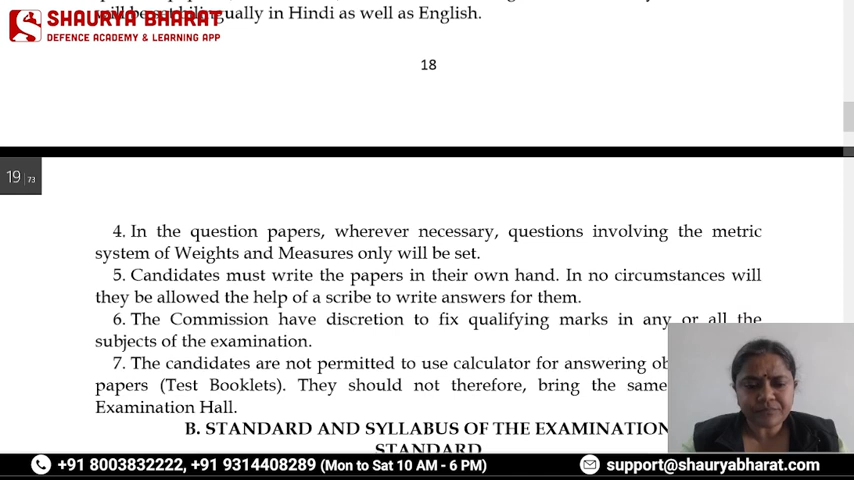 will be set bilingually in Hindi as well as English.
SHAURYA BHARAT
DEFENCE ACADEMY & LEARNING APP
18
19 / 73
4. In the question papers, wherever necessary, questions involving the metric
system of Weights and Measures only will be set.
5. Candidates must write the papers in their own hand. In no circumstances will
they be allowed the help of a scribe to write answers for them.
6. The Commission have discretion to fix qualifying marks in any or all the
subjects of the examination.
7. The candidates are not permitted to use calculator for answering
papers (Test Booklets). They should not therefore, bring the same
Examination Hall.
B. STANDARD AND SYLLABUS OF THE EXAMINATION
STANDARD
+91 8003832222, +91 9314408289 (Mon to Sat 10 AM - 6 PM)
support@shauryabharat.com